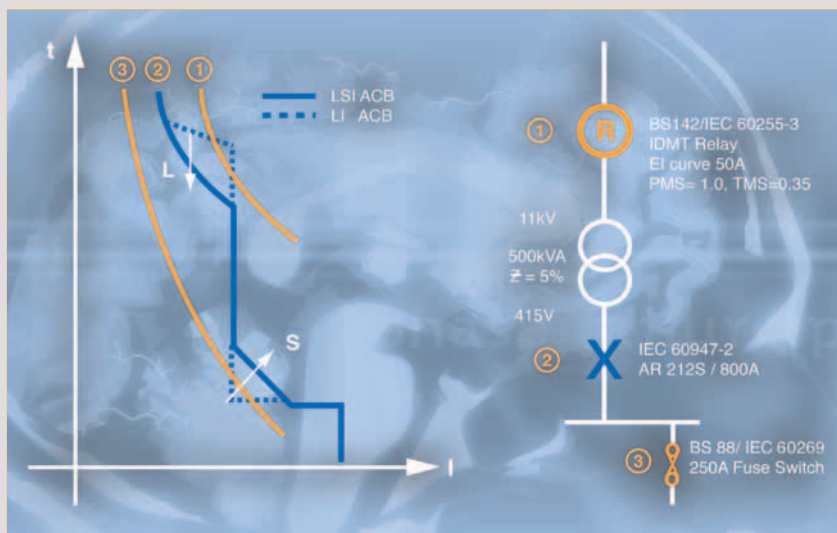 t
3 2 1
LSI ACB
LI ACB
L
S
I
1
R
BS142/IEC 60255-3
IDMT Relay
EI curve 50A
PMS= 1.0, TMS=0.35
11kV
500kVA
Z = 5%
415V
2
IEC 60947-2
AR 212S / 800A
3
BS 88/ IEC 60269
250A Fuse Switch